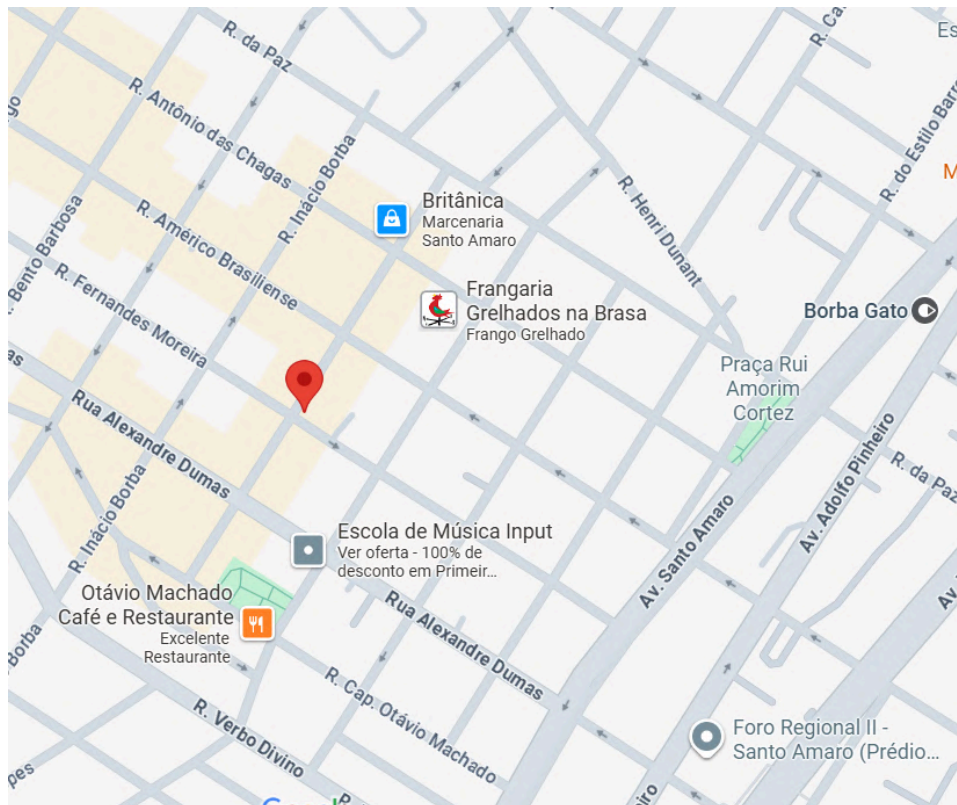 R. da Paz
R. Antônio das Chagas
R. Inácio Borba
R. Américo Brasiliense
Bento Barbosa
R. Fernandes Moreira
Britânica
Marcenaria
Santo Amaro
R. Henri Dunant
R. do Estilo Barro
Frangaria
Grelhados na Brasa
Frango Grelhado
Borba Gato
Praça Rui
Amorim
Cortez
Rua Alexandre Dumas
Av. Adolfo Pinheiro
R. da Paz
R. Inácio Borba
Escola de Música Input
Ver oferta - 100% de
desconto em Primeir...
Av. Santo Amaro
Otávio Machado
Café e Restaurante
Excelente
Restaurante
Rua Alexandre Dumas
Borba
R. Cap. Otávio Machado
R. Verbo Divino
Foro Regional II -
Santo Amaro (Prédio...